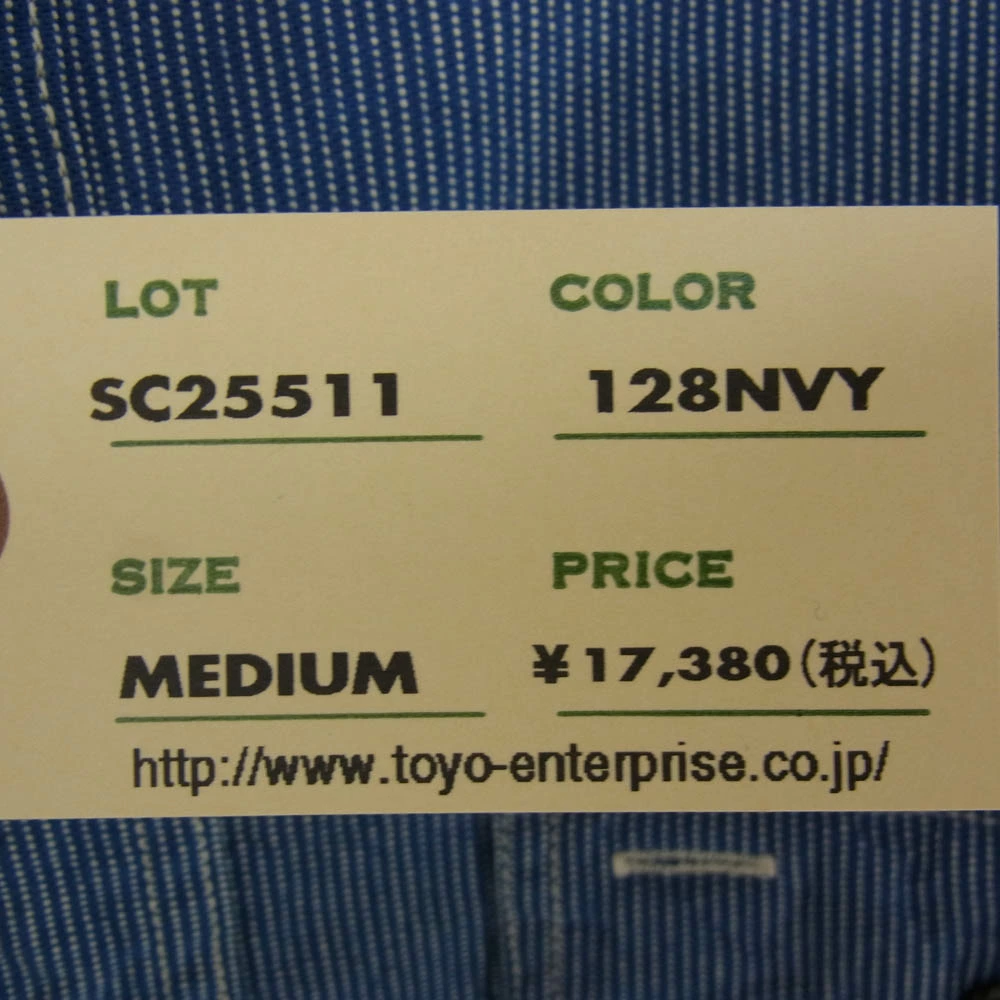 LOT COLOR
SC25511 128NVY
SIZE PRICE
MEDIUM ¥17,380(税込)
http://www.toyo-enterprise.co.jp/